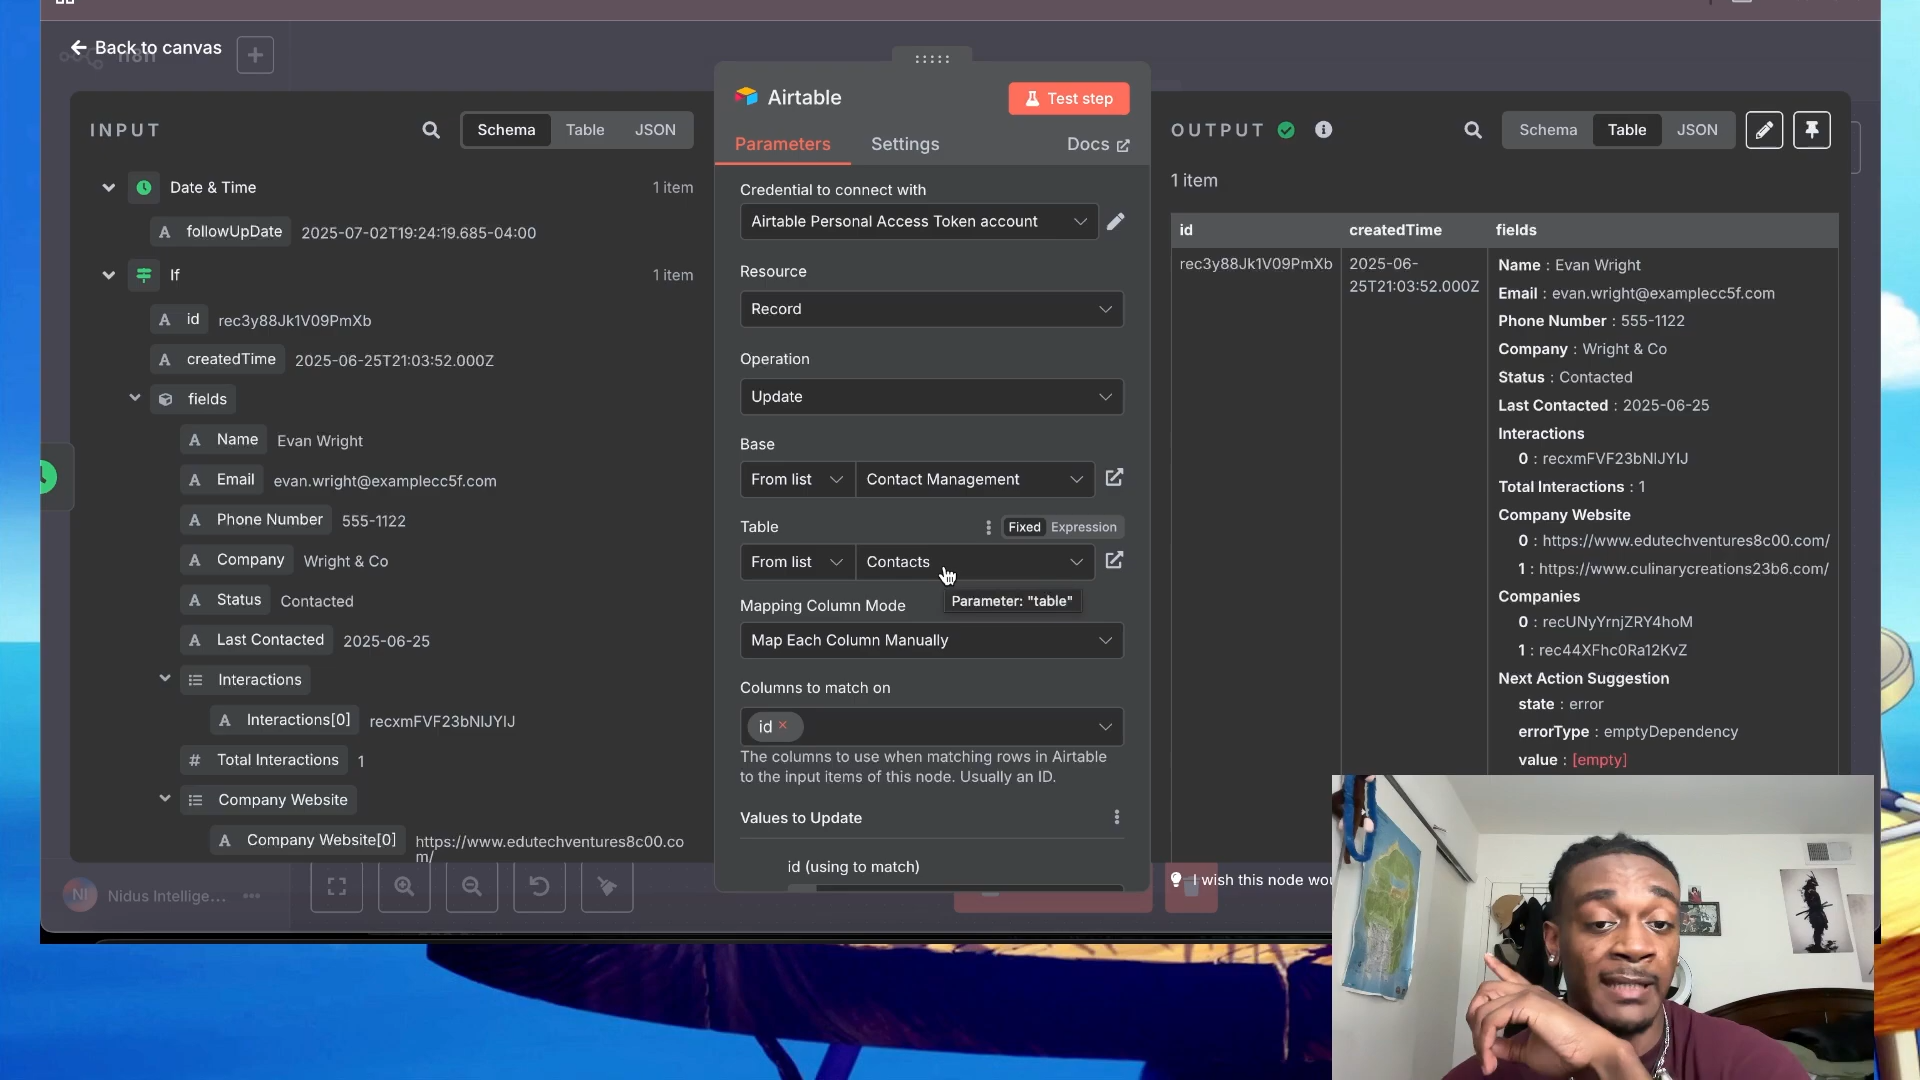 Back to canvas
n8n
INPUT
Schema
Table
JSON
Date & Time
1 item
followUpDate
2025-07-02T19:24:19.685-04:00
If
1 item
id
rec3y88Jk1V09PmXb
createdTime
2025-06-25T21:03:52.000Z
fields
Name
Evan Wright
Email
evan.wright@examplecc5f.com
Phone Number
555-1122
Company
Wright & Co
Status
Contacted
Last Contacted
2025-06-25
Interactions
Interactions[0]
recxmFVF23bNlJYIJ
Total Interactions
1
Company Website
Company Website[0]
https://www.edutechventures8c00.co
m/
NI
Nidus Intellige...
Airtable
Test step
Parameters
Settings
Docs
Credential to connect with
Airtable Personal Access Token account
Resource
Record
Operation
Update
Base
From list
Contact Management
Table
Fixed
Expression
From list
Contacts
Parameter: "table"
Mapping Column Mode
Map Each Column Manually
Columns to match on
id
The columns to use when matching rows in Airtable
to the input items of this node. Usually an ID.
Values to Update
id (using to match)
OUTPUT
Schema
Table
JSON
1 item
id
createdTime
fields
rec3y88Jk1V09PmXb
2025-06-
25T21:03:52.000Z
Name : Evan Wright
Email : evan.wright@examplecc5f.com
Phone Number : 555-1122
Company : Wright & Co
Status : Contacted
Last Contacted : 2025-06-25
Interactions
0 : recxmFVF23bNlJYIJ
Total Interactions : 1
Company Website
0 : https://www.edutechventures8c00.com/
1 : https://www.culinarycreations23b6.com/
Companies
0 : recUNyYrnjZRY4hoM
1 : rec44XFhc0Ra12KvZ
Next Action Suggestion
state : error
errorType : emptyDependency
value : [empty]
I wish this node wou